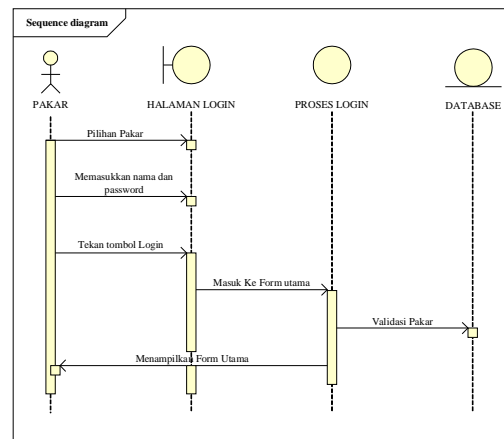 Sequence diagram
PAKAR
HALAMAN LOGIN
PROSES LOGIN
DATABASE
Pilihan Pakar
Memasukkan nama dan
password
Tekan tombol Login
Masuk Ke Form utama
Validasi Pakar
Menampilkan Form Utama